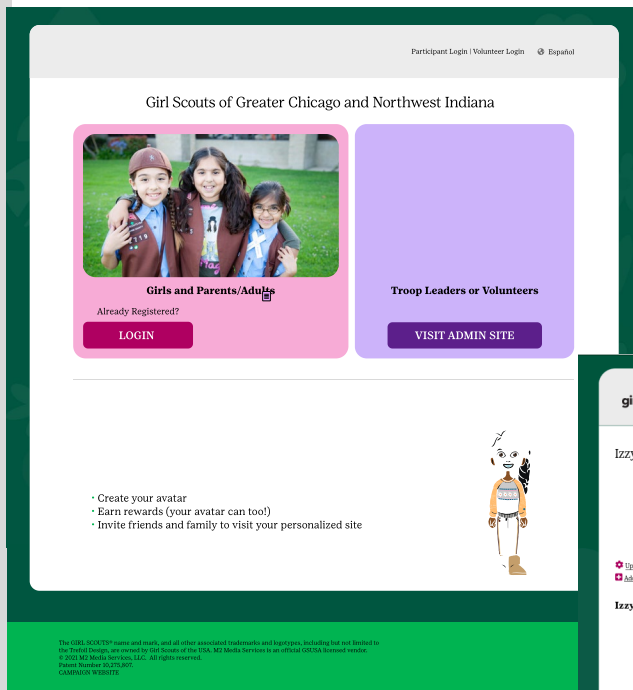 Participant Login | Volunteer Login Español
Girl Scouts of Greater Chicago and Northwest Indiana
Girls and Parents/Adults
Already Registered?
LOGIN
Troop Leaders or Volunteers
VISIT ADMIN SITE
• Create your avatar
• Earn rewards (your avatar can too!)
• Invite friends and family to visit your personalized site
The GIRL SCOUTS® name and mark, and all other associated trademarks and logotypes, including but not limited to
the Trefoil Design, are owned by Girl Scouts of the USA. M2 Media Services is an official GSUSA licensed vendor.
© 2021 M2 Media Services, LLC. All rights reserved.
Patent Number 10,275,807.
CAMPAIGN WEBSITE
gi
Izzy
Up
Ad
Izzy